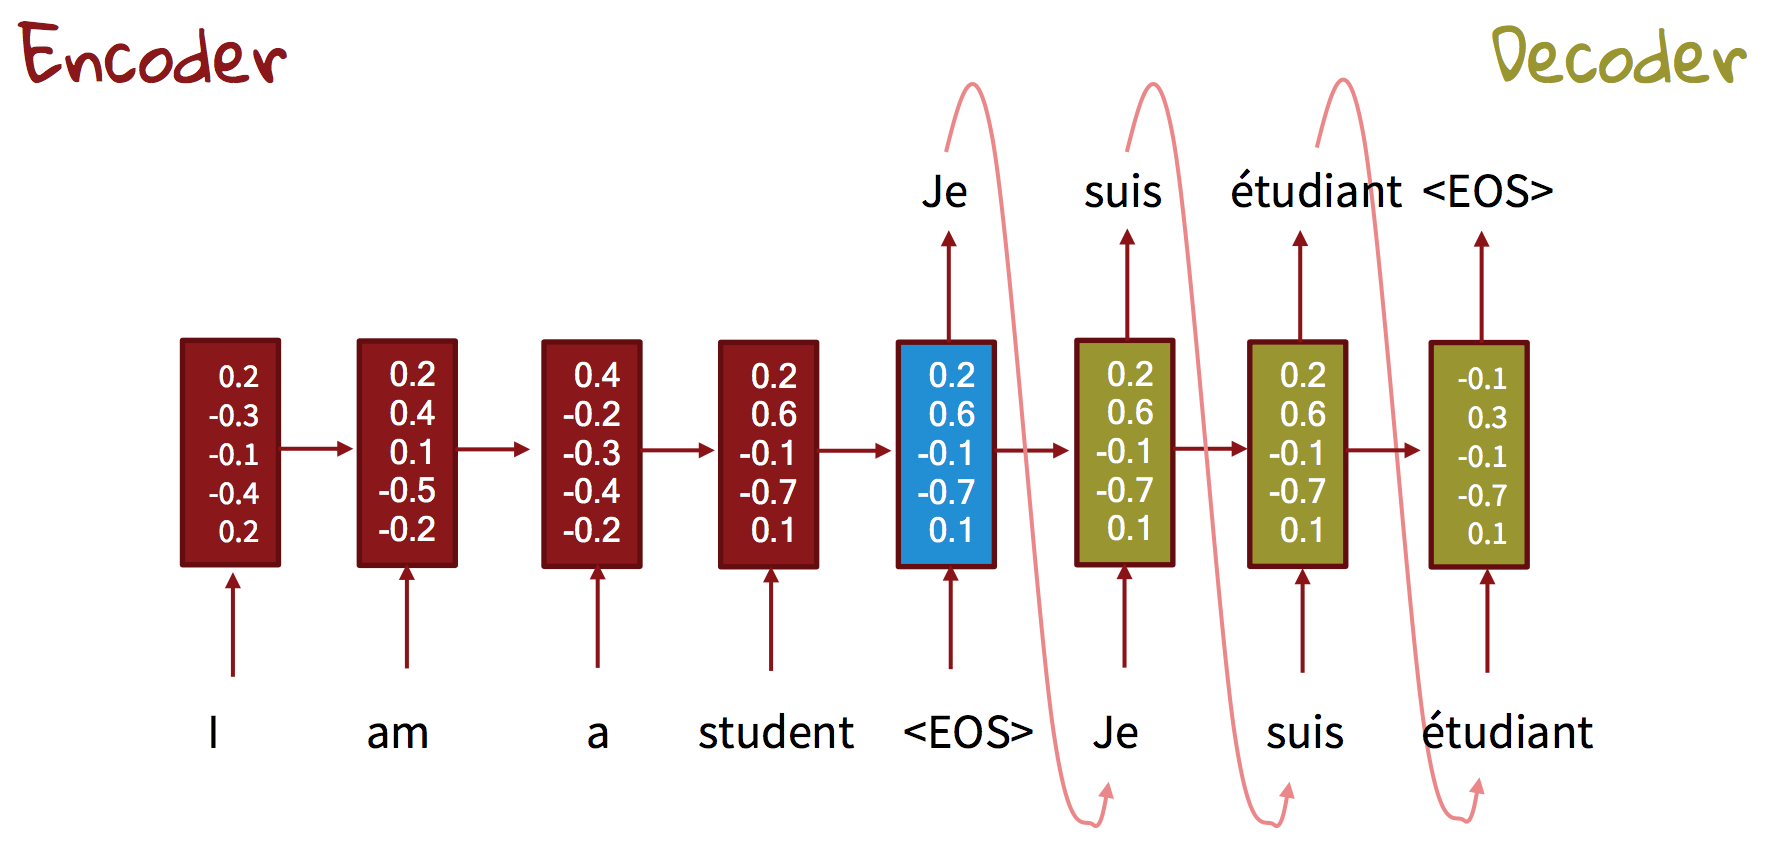 Encoder
Decoder
Je suis étudiant <EOS>
0.2 0.2 0.4 0.2 0.2 0.2 0.2 -0.1
-0.3 0.4 -0.2 0.6 0.6 0.6 0.6 0.3
-0.1 0.1 -0.3 -0.1 -0.1 -0.1 -0.1 -0.1
-0.4 -0.5 -0.4 -0.7 -0.7 -0.7 -0.7 -0.7
0.2 -0.2 -0.2 0.1 0.1 0.1 0.1 0.1
I am a student <EOS> Je suis étudiant